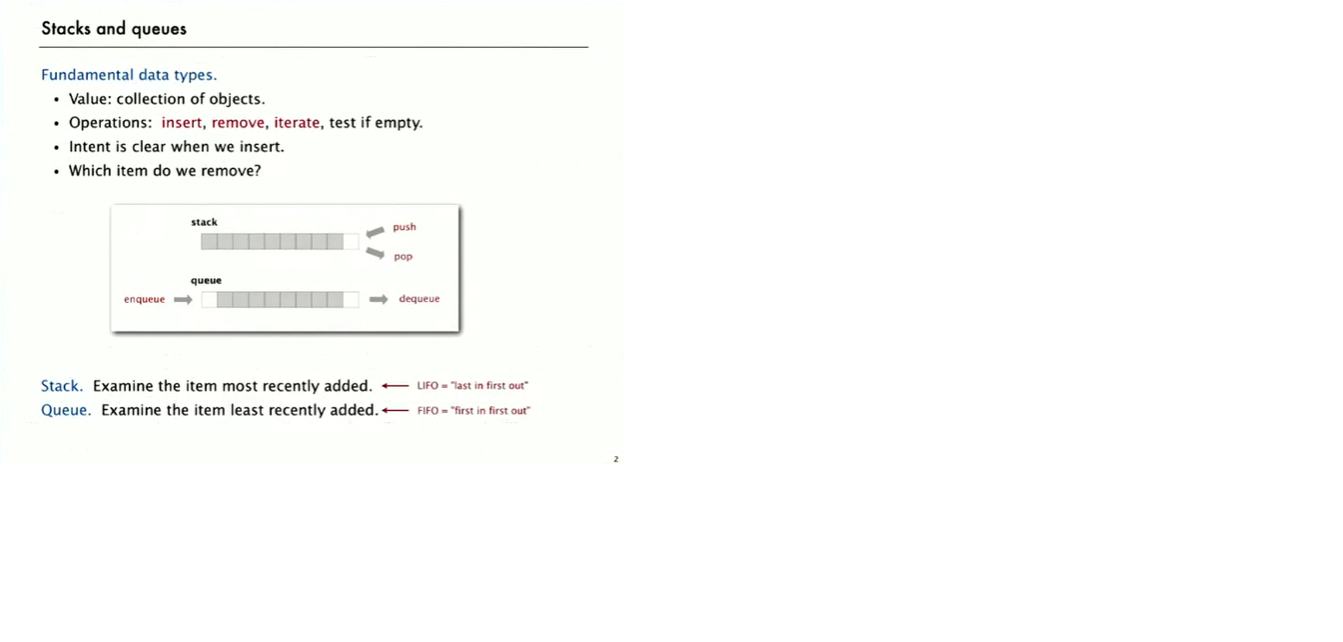 Stacks and queues
Fundamental data types.
• Value: collection of objects.
• Operations: insert, remove, iterate, test if empty.
• Intent is clear when we insert.
• Which item do we remove?
stack
push
pop
queue
enqueue
dequeue
Stack. Examine the item most recently added. LIFO = "last in first out"
Queue. Examine the item least recently added. FIFO = "first in first out"
2